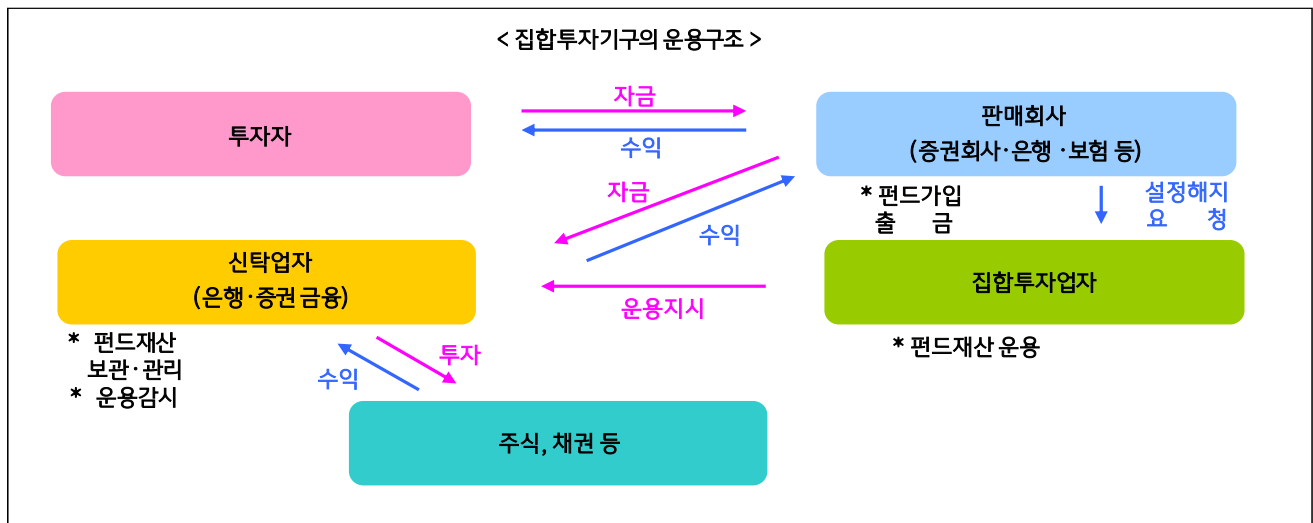 < 집합투자기구의 운용구조 >
투자자
자금
수익
판매회사
(증권회사·은행 ·보험 등)
* 펀드가입
출 금
설정해지
요 청
자금
수익
신탁업자
(은행·증권 금융)
운용지시
집합투자업자
* 펀드재산
보관·관리
* 운용감시
* 펀드재산 운용
투자
수익
주식, 채권 등